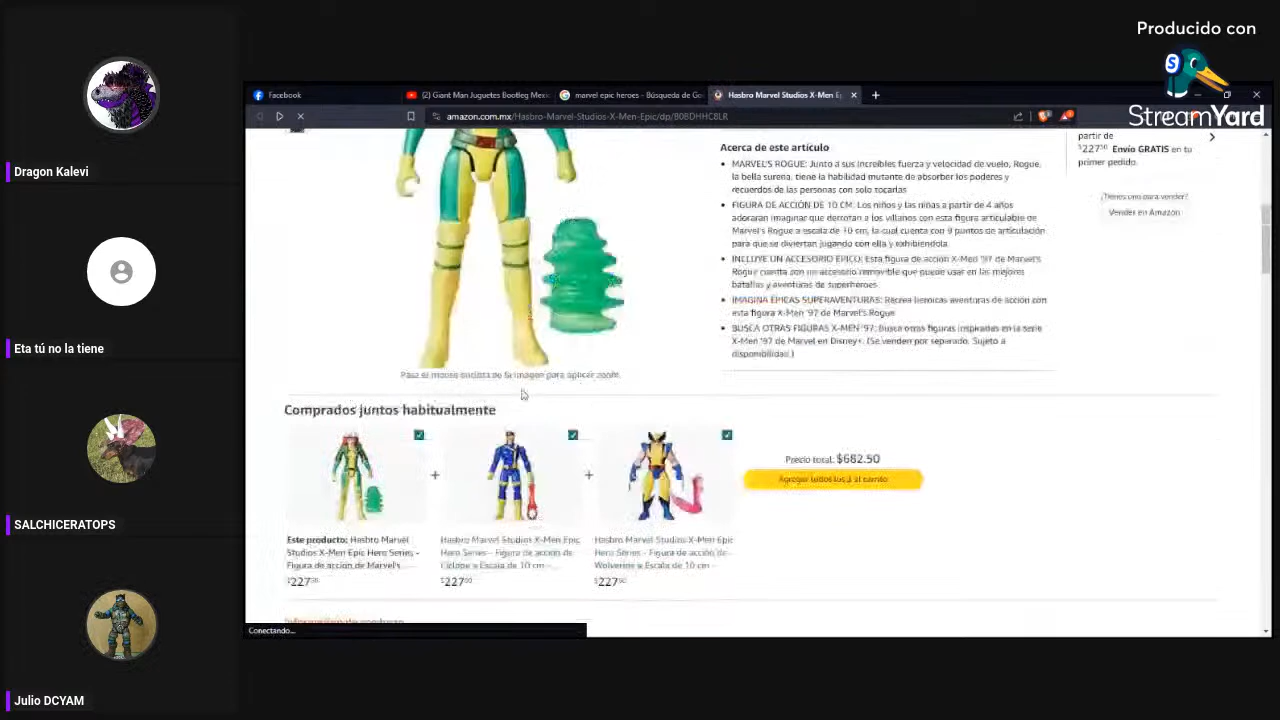 Producido con
StreamYard
Dragon Kalevi
Eta tú no la tiene
SALCHICERATOPS
Julio DCYAM
Facebook
(2) Giant Man Juguetes Bootleg Mex
marvel epic heroes - Búsqueda de Go
Hasbro Marvel Studios X-Men E
amazon.com.mx/Hasbro-Marvel-Studios-X-Men-Epic/dp/B0BDHHC8LR
Acerca de este artículo
MARVEL'S ROGUE: Junto a sus increíbles fuerza y velocidad de vuelo, Rogue,
la bella sureña, tiene la habilidad mutante de absorber los poderes y
recuerdos de las personas con solo tocarlas
FIGURA DE ACCIÓN DE 10 CM: Los niños y las niñas a partir de 4 años
adorarán imaginar que derrotan a los villanos con esta figura articulable de
Marvel's Rogue a escala de 10 cm, la cual cuenta con 9 puntos de articulación
para que se diviertan jugando con ella y exhibiéndola
INCLUYE UN ACCESORIO ÉPICO: Esta figura de acción X-Men '97 de Marvel's
Rogue cuenta con un accesorio removible que puede usar en las mejores
batallas y aventuras de superhéroes
IMAGINA ÉPICAS SUPERAVENTURAS: Recrea heroicas aventuras de acción con
esta figura X-Men '97 de Marvel's Rogue
BUSCA OTRAS FIGURAS X-MEN '97: Busca otras figuras inspiradas en la serie
X-Men '97 de Marvel en Disney+. (Se venden por separado. Sujeto a
disponibilidad.)
partir de
$227.50 Envío GRATIS en tu
primer pedido.
¿Tienes uno para vender?
Vender en Amazon
Pasa el mouse encima de la imagen para aplicar zoom
Comprados juntos habitualmente
+
+
Precio total: $682.50
Agregar todos los 3 al carrito
Este producto: Hasbro Marvel
Studios X-Men Epic Hero Series -
Figura de acción de Marvel's
$227
Hasbro Marvel Studios X-Men Epic
Hero Series - Figura de acción de
Cíclope a Escala de 10 cm -
$227
Hasbro Marvel Studios X-Men Epic
Hero Series - Figura de acción de
Wolverine a Escala de 10 cm -
$227
Conectando...